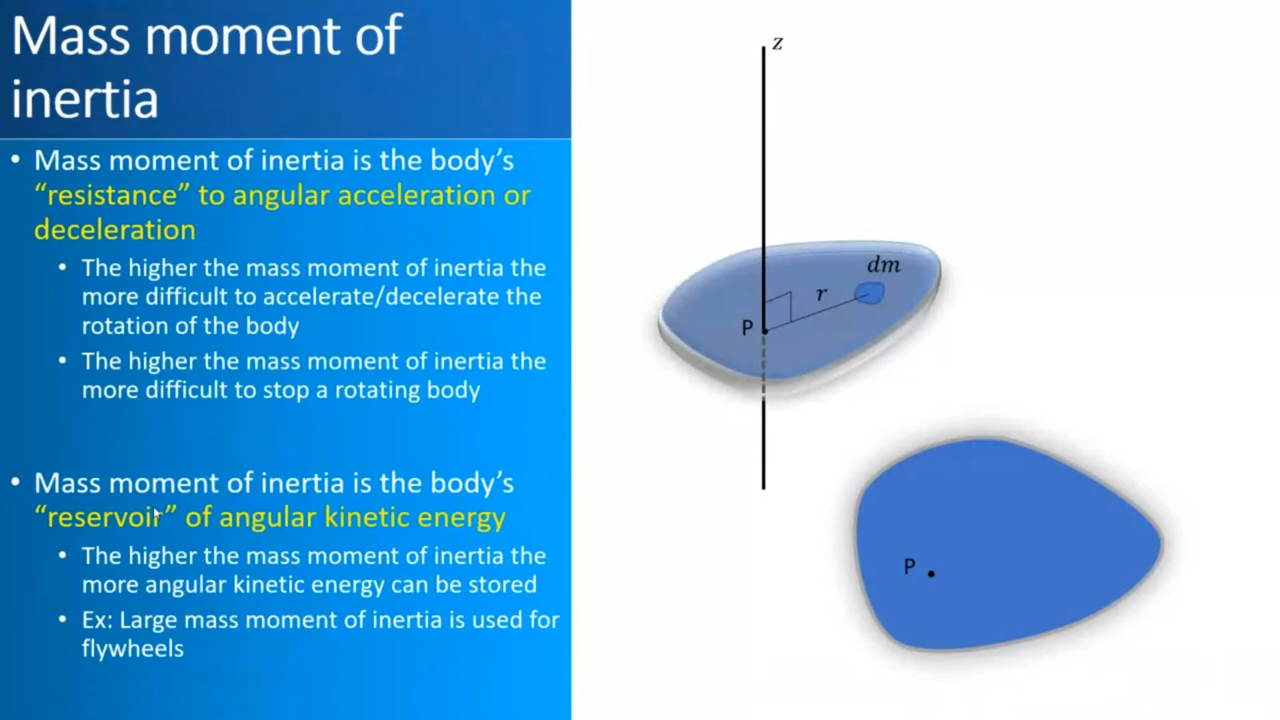 Mass moment of
inertia
• Mass moment of inertia is the body’s
“resistance” to angular acceleration or
deceleration
• The higher the mass moment of inertia the
more difficult to accelerate/decelerate the
rotation of the body
• The higher the mass moment of inertia the
more difficult to stop a rotating body
• Mass moment of inertia is the body’s
“reservoir” of angular kinetic energy
• The higher the mass moment of inertia the
more angular kinetic energy can be stored
• Ex: Large mass moment of inertia is used for
flywheels
z
dm
r
P
P